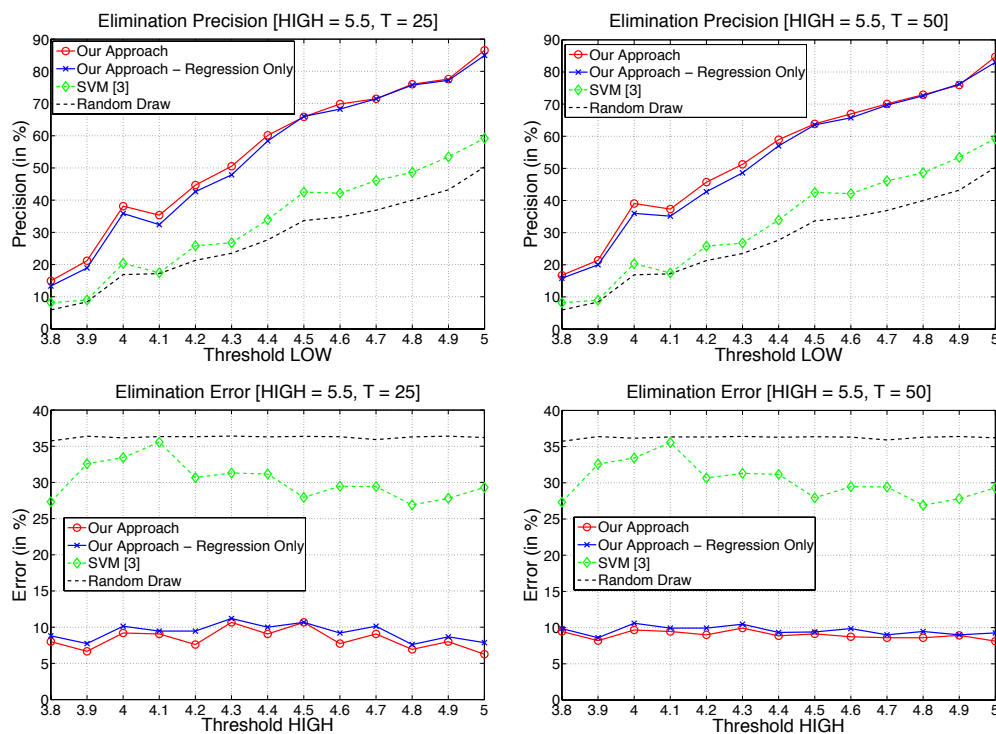 Elimination Precision [HIGH = 5.5, T = 25]
Precision (in %)
90
80
70
60
50
40
30
20
10
0
Our Approach
Our Approach − Regression Only
SVM [3]
Random Draw
3.8 3.9 4 4.1 4.2 4.3 4.4 4.5 4.6 4.7 4.8 4.9 5
Threshold LOW
Elimination Precision [HIGH = 5.5, T = 50]
Precision (in %)
90
80
70
60
50
40
30
20
10
0
Our Approach
Our Approach − Regression Only
SVM [3]
Random Draw
3.8 3.9 4 4.1 4.2 4.3 4.4 4.5 4.6 4.7 4.8 4.9 5
Threshold LOW
Elimination Error [HIGH = 5.5, T = 25]
Error (in %)
40
35
30
25
20
15
10
5
0
Our Approach
Our Approach − Regression Only
SVM [3]
Random Draw
3.8 3.9 4 4.1 4.2 4.3 4.4 4.5 4.6 4.7 4.8 4.9 5
Threshold HIGH
Elimination Error [HIGH = 5.5, T = 50]
Error (in %)
40
35
30
25
20
15
10
5
0
Our Approach
Our Approach − Regression Only
SVM [3]
Random Draw
3.8 3.9 4 4.1 4.2 4.3 4.4 4.5 4.6 4.7 4.8 4.9 5
Threshold HIGH